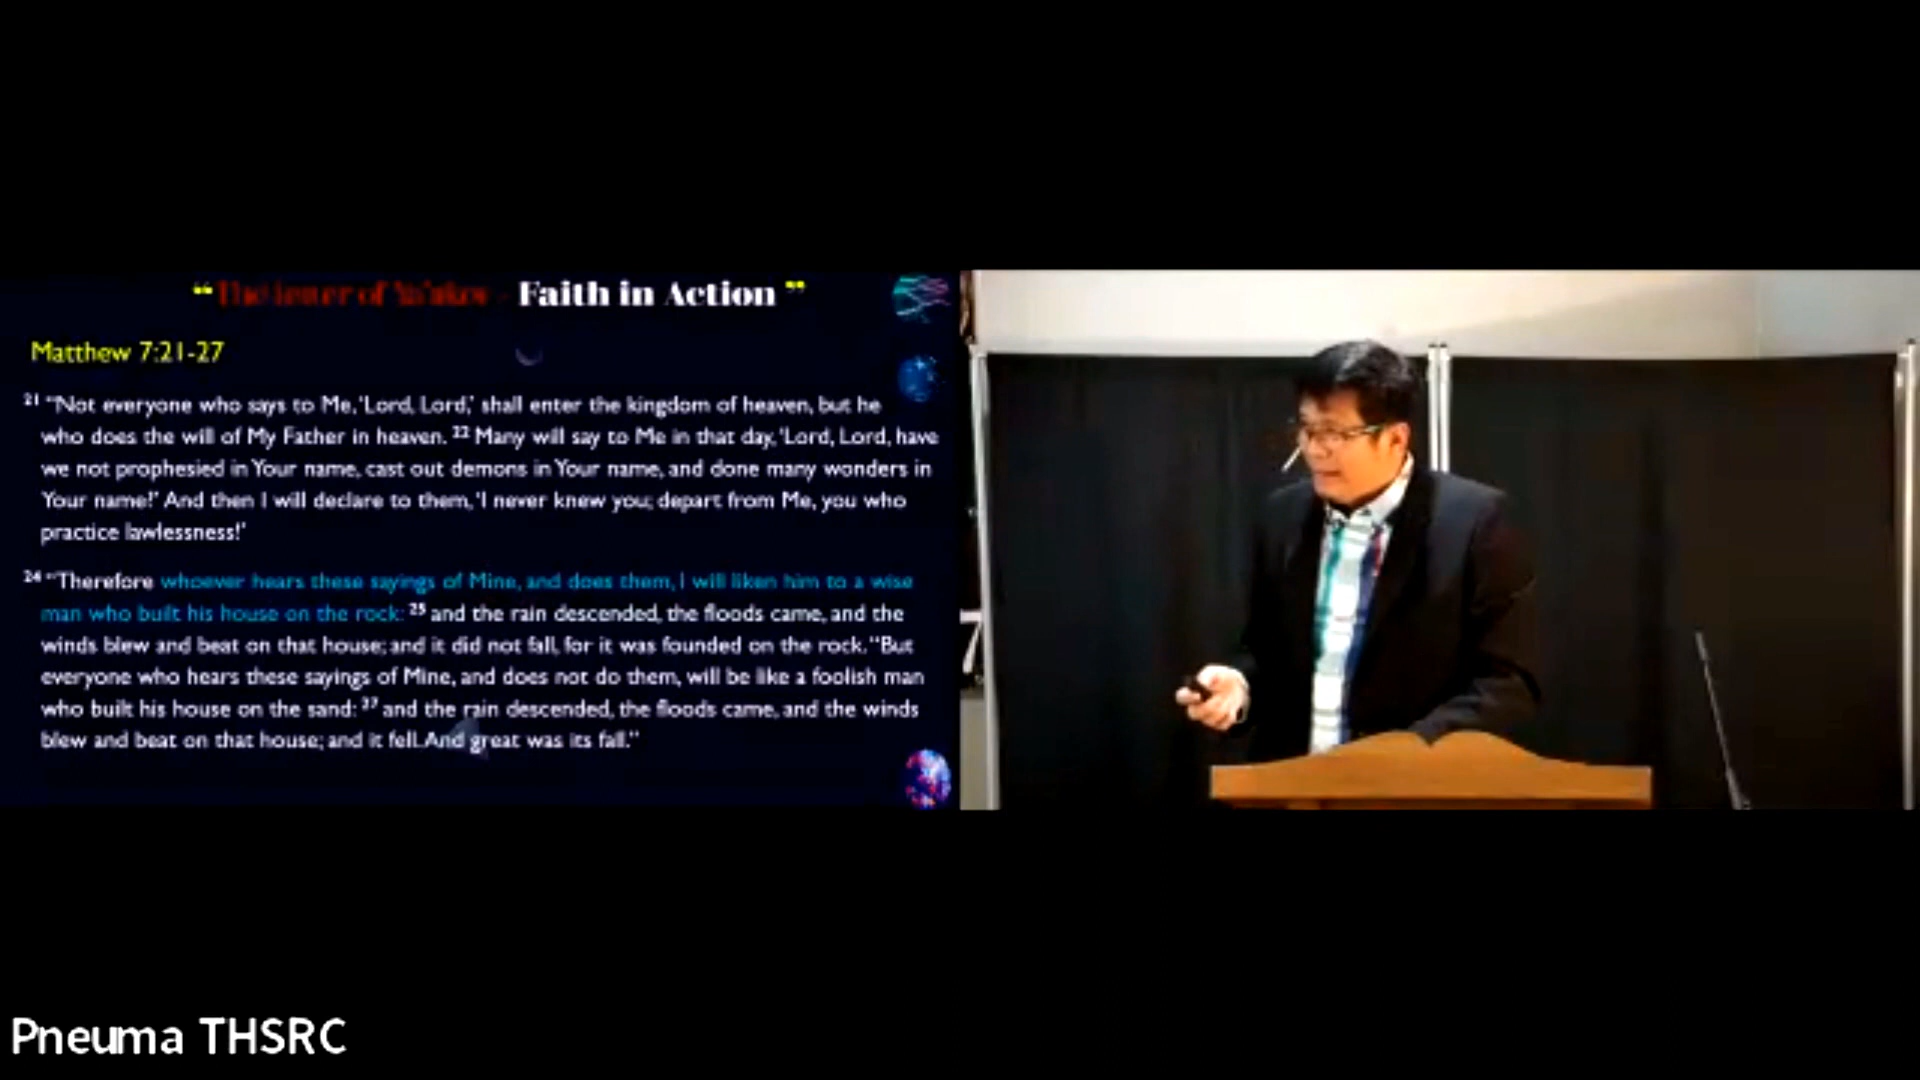 “The letter of Ya'akov - Faith in Action ”
Matthew 7:21-27
21 “Not everyone who says to Me, ‘Lord, Lord,’ shall enter the kingdom of heaven, but he
who does the will of My Father in heaven. 22 Many will say to Me in that day, ‘Lord, Lord, have
we not prophesied in Your name, cast out demons in Your name, and done many wonders in
Your name?’ And then I will declare to them, ‘I never knew you; depart from Me, you who
practice lawlessness!’
24 “Therefore whoever hears these sayings of Mine, and does them, I will liken him to a wise
man who built his house on the rock: 25 and the rain descended, the floods came, and the
winds blew and beat on that house; and it did not fall, for it was founded on the rock. “But
everyone who hears these sayings of Mine, and does not do them, will be like a foolish man
who built his house on the sand: 27 and the rain descended, the floods came, and the winds
blew and beat on that house; and it fell. And great was its fall.”
7
Pneuma THSRC